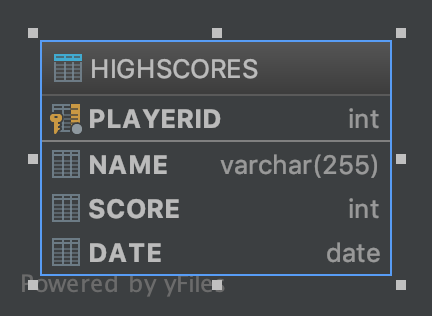 HIGHSCORES
PLAYERID int
NAME varchar(255)
SCORE int
DATE date
Powered by yFiles